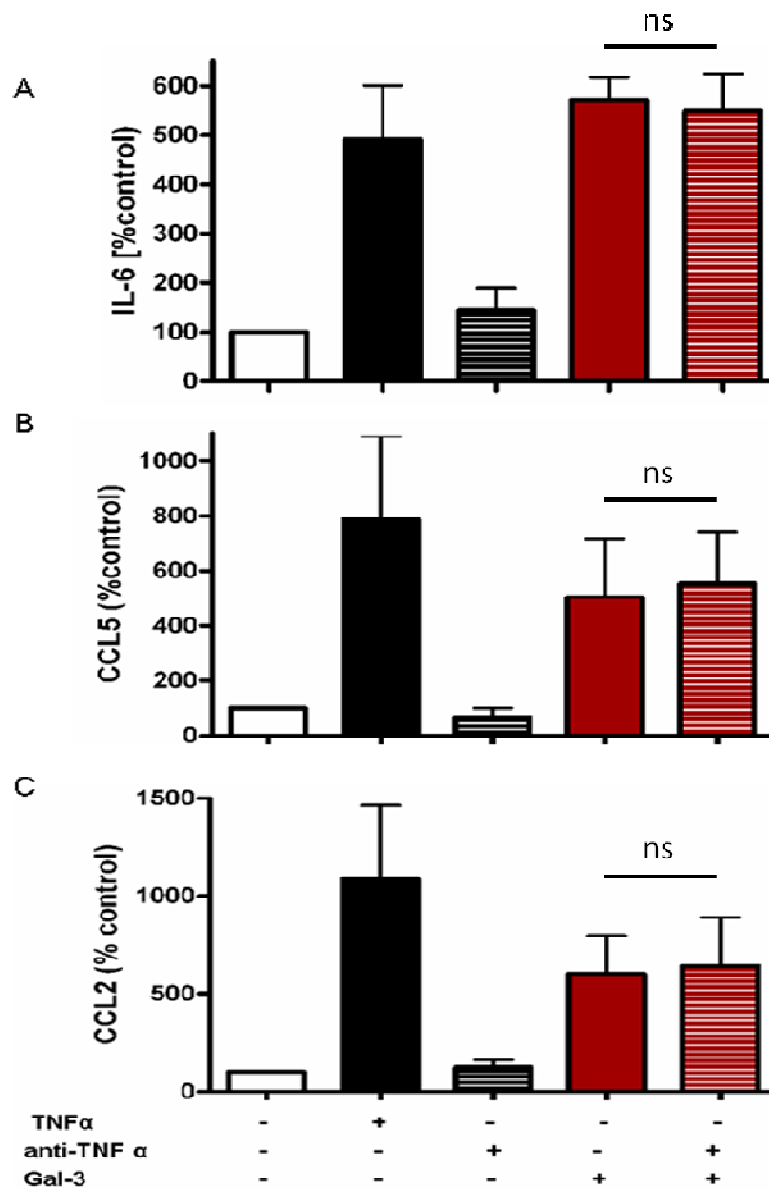 ns
A
600
500
400
300
200
100
0
IL-6 [%control]
B
ns
1000
800
600
400
200
0
CCL5 (%control)
C
ns
1500
1000
500
0
CCL2 (% control)
TNFα - + - - -
anti-TNF α - - + - +
Gal-3 - - - + +